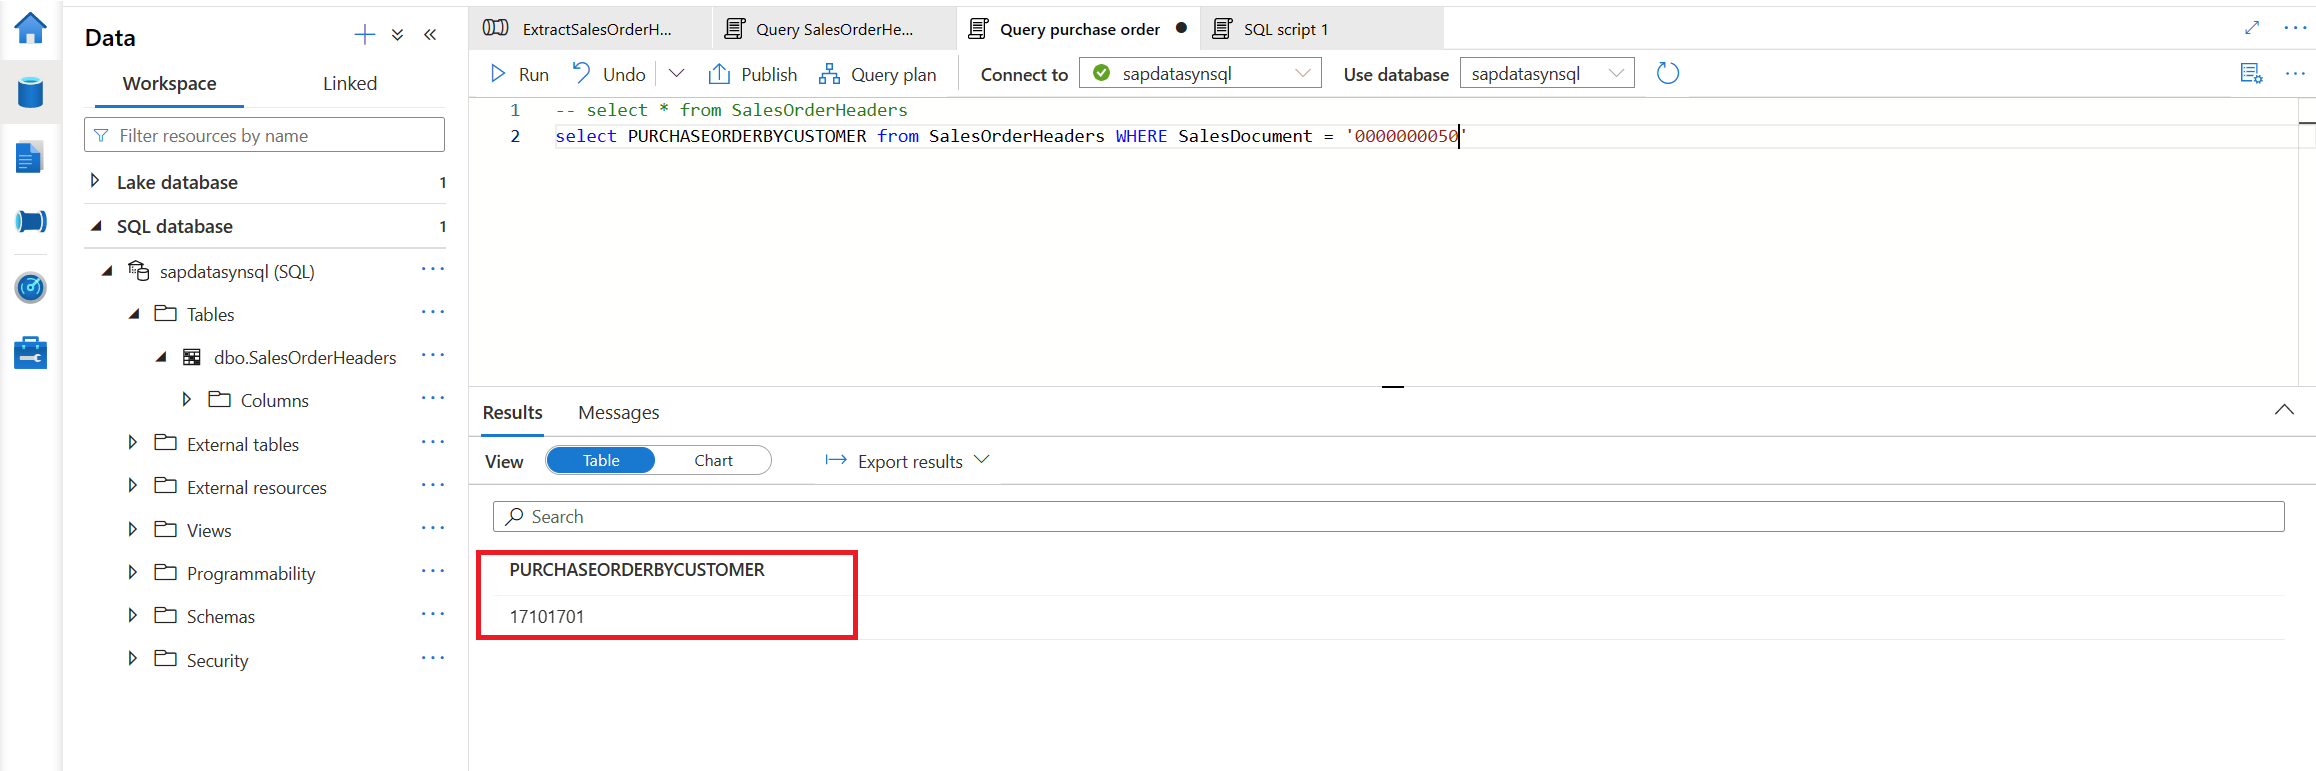 Data
Workspace
Linked
Filter resources by name
Lake database 1
SQL database 1
sapdatasynsql (SQL)
Tables
dbo.SalesOrderHeaders
Columns
External tables
External resources
Views
Programmability
Schemas
Security
ExtractSalesOrderH...
Query SalesOrderHe...
Query purchase order
SQL script 1
Run
Undo
Publish
Query plan
Connect to
sapdatasynsql
Use database
sapdatasynsql
1 -- select * from SalesOrderHeaders
2 select PURCHASEORDERBYCUSTOMER from SalesOrderHeaders WHERE SalesDocument = '0000000050'
Results
Messages
View
Table
Chart
Export results
Search
PURCHASEORDERBYCUSTOMER
17101701